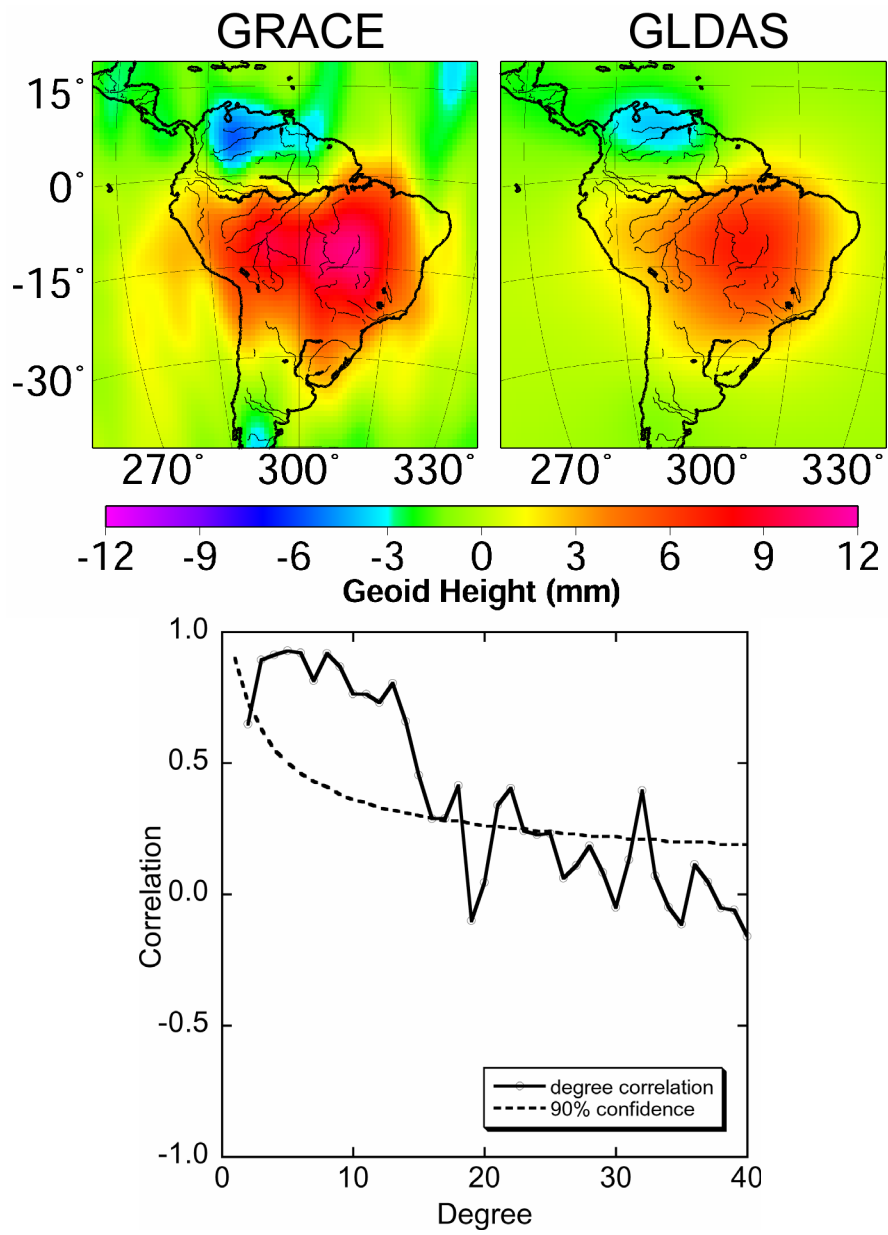 GRACE GLDAS
15°
0°
-15°
-30°
270° 300° 330° 270° 300° 330°
-12 -9 -6 -3 0 3 6 9 12
Geoid Height (mm)
1.0
0.5
0.0
-0.5
-1.0
Correlation
degree correlation
90% confidence
0 10 20 30 40
Degree